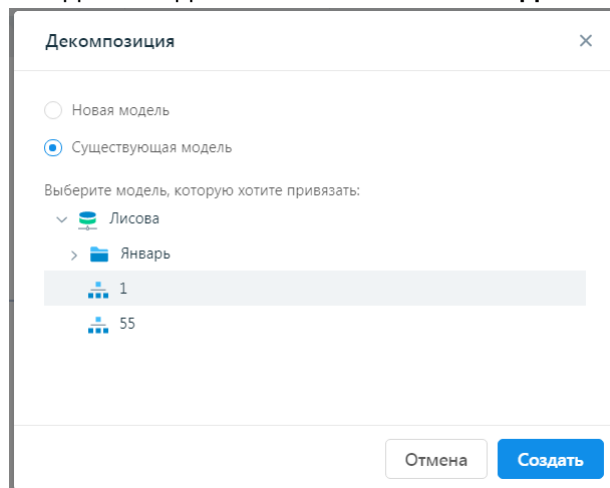 Декомпозиция
Новая модель
Существующая модель
Выберите модель, которую хотите привязать:
Лисова
Январь
1
55
Отмена
Создать